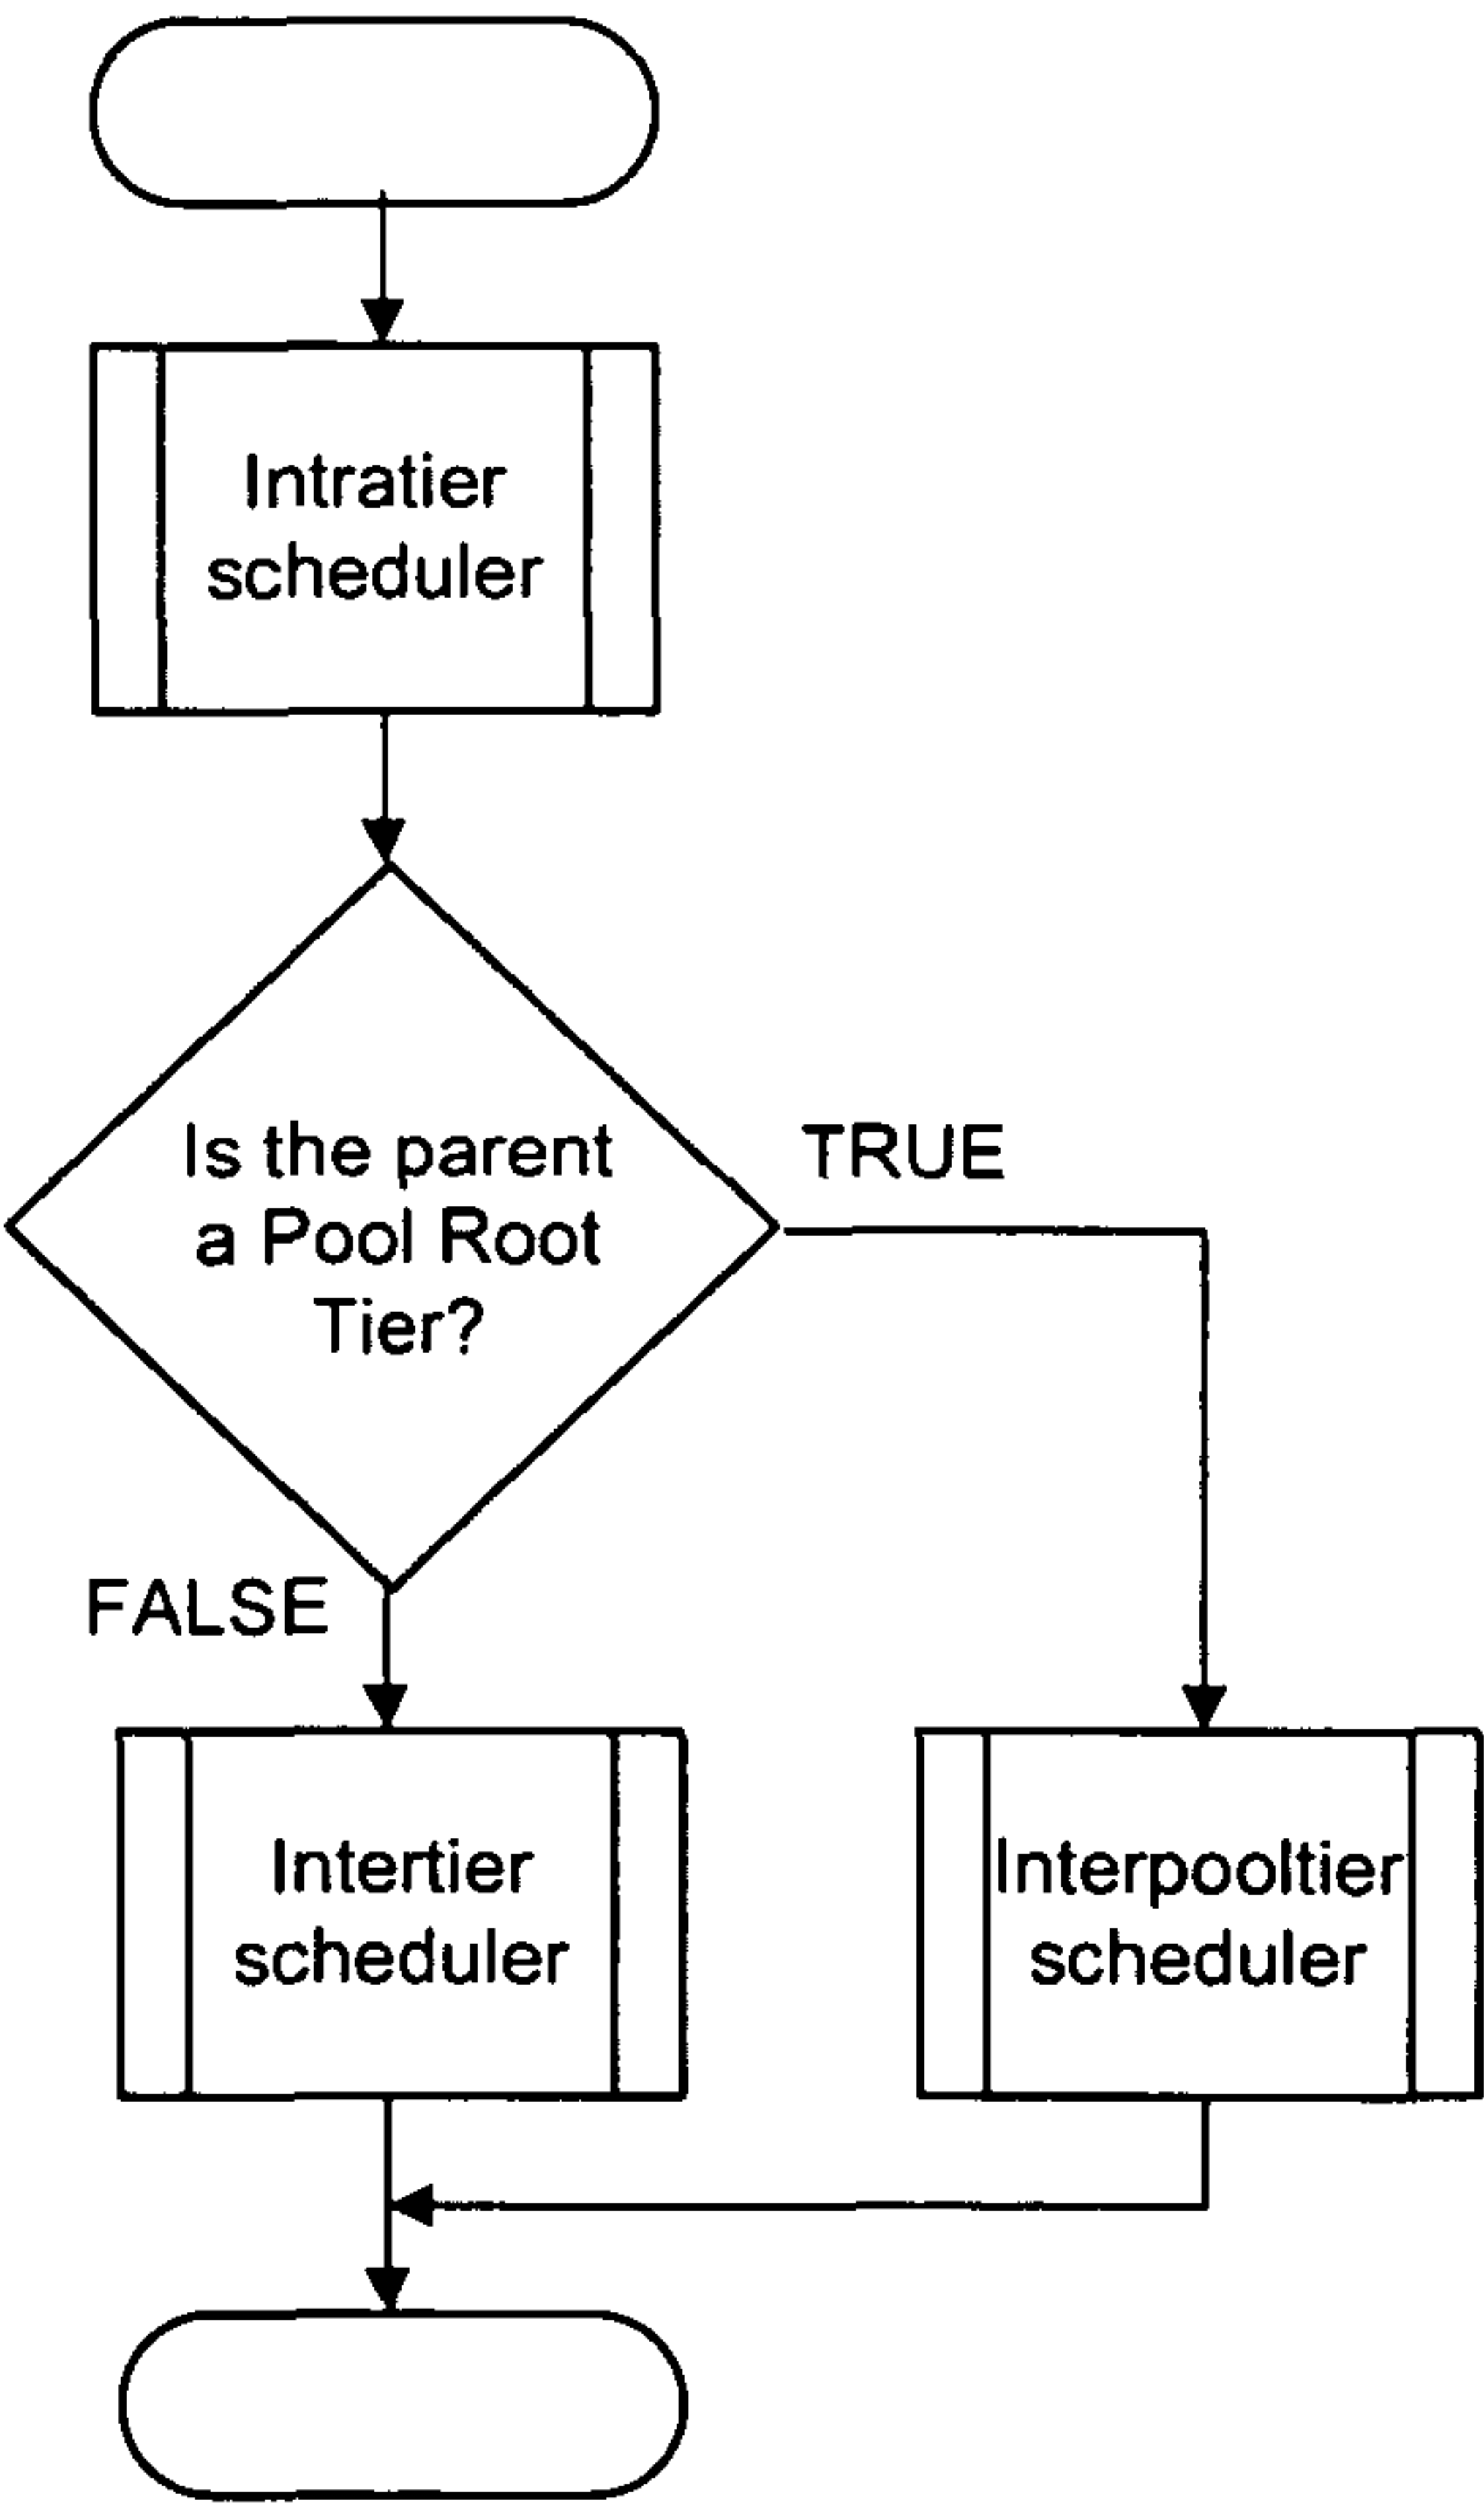 Intratier
scheduler
Is the parent
a Pool Root
Tier?
TRUE
FALSE
Intertier
scheduler
Interpooltier
scheduler